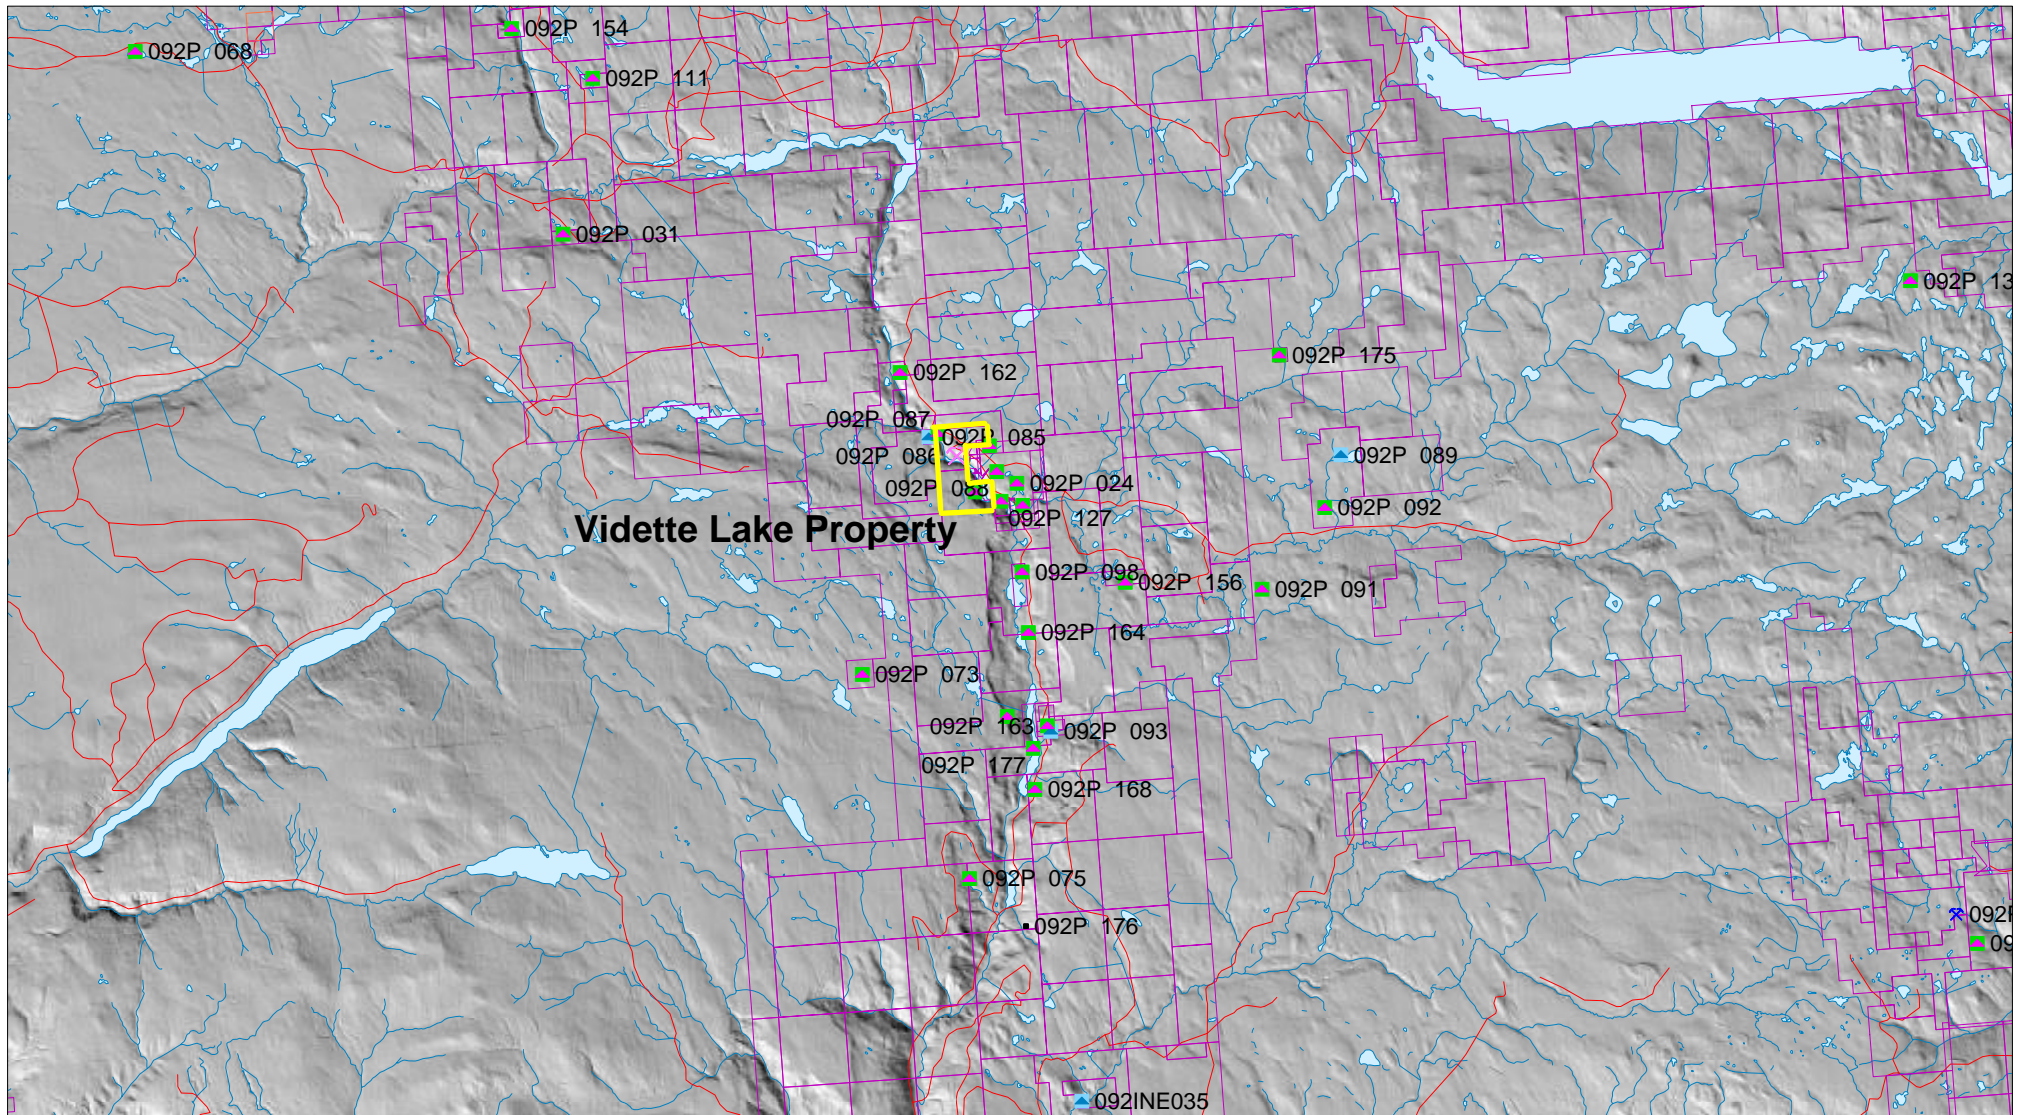 092P 154
092P 068
092P 111
092P 031
092P 13
092P 175
092P 162
092P 087
092P 085
092P 086
092P 089
092P 088
092P 024
092P 092
092P 127
Vidette Lake Property
092P 098
092P 156
092P 091
092P 164
092P 073
092P 163
092P 093
092P 177
092P 168
092P 075
092P
092P 176
09
092INE035